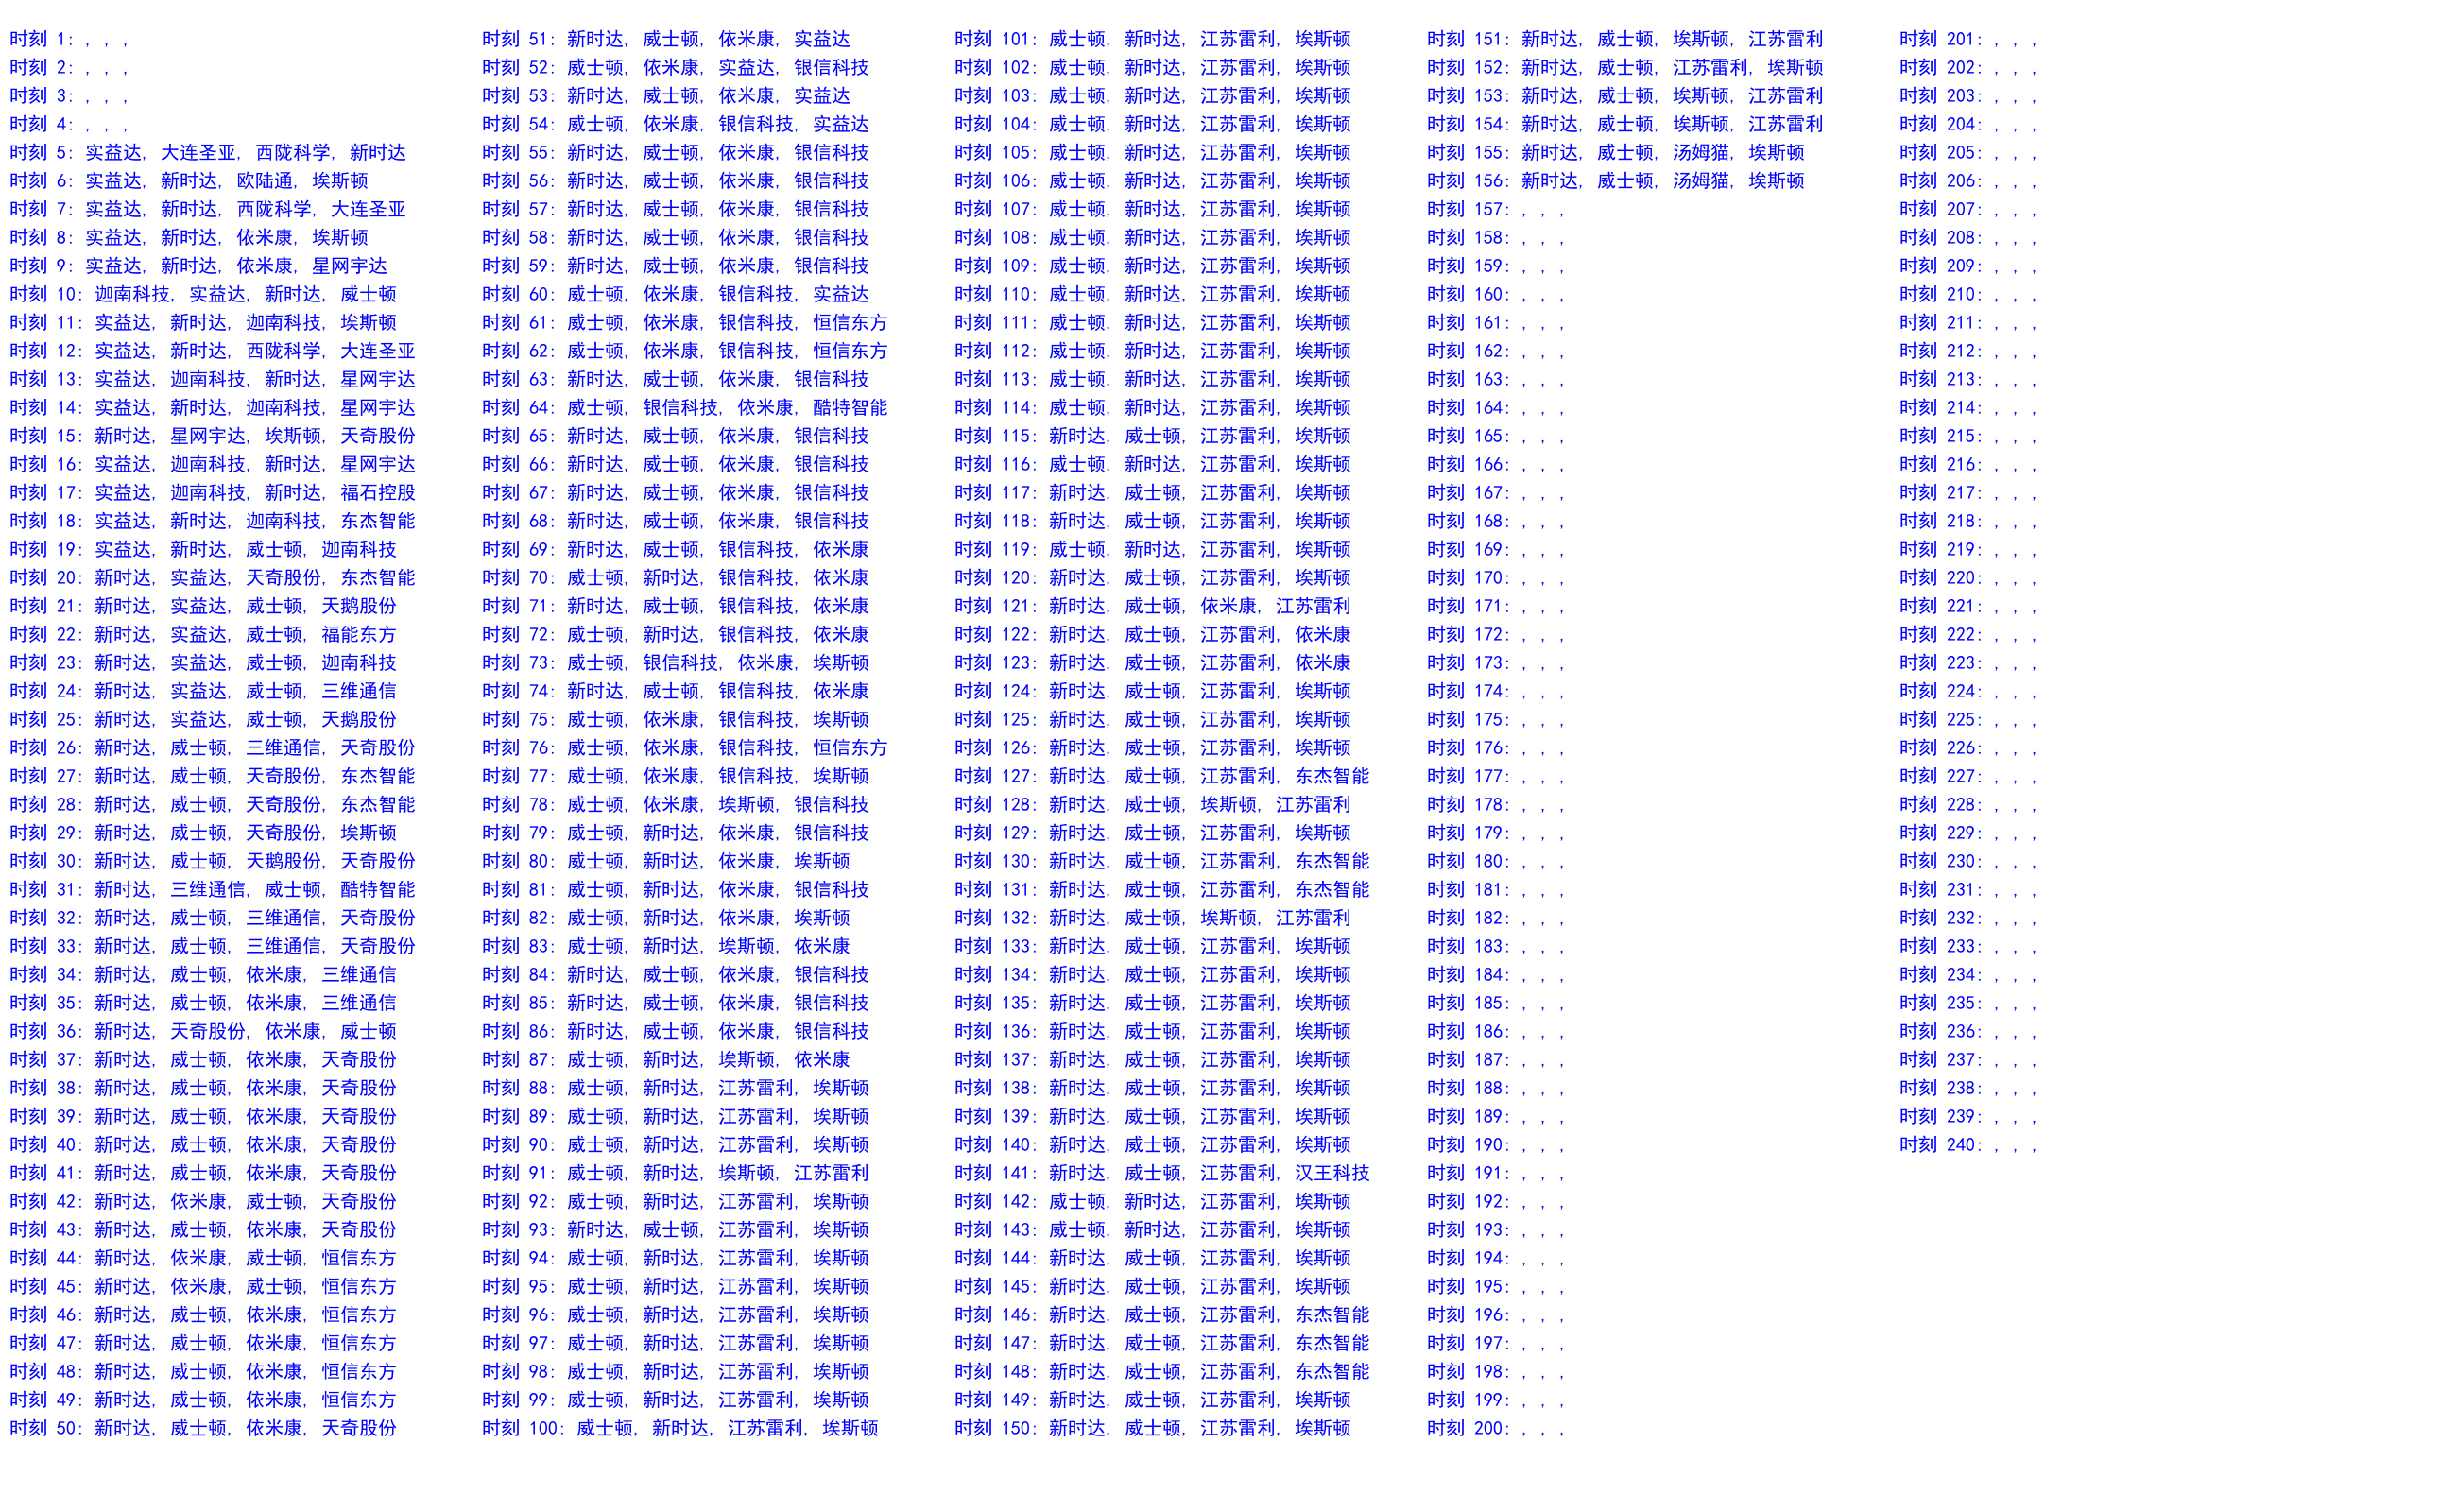 时刻 1: , , ,
时刻 2: , , ,
时刻 3: , , ,
时刻 4: , , ,
时刻 5: 实益达, 大连圣亚, 西陇科学, 新时达
时刻 6: 实益达, 新时达, 欧陆通, 埃斯顿
时刻 7: 实益达, 新时达, 西陇科学, 大连圣亚
时刻 8: 实益达, 新时达, 依米康, 埃斯顿
时刻 9: 实益达, 新时达, 依米康, 星网宇达
时刻 10: 迦南科技, 实益达, 新时达, 威士顿
时刻 11: 实益达, 新时达, 迦南科技, 埃斯顿
时刻 12: 实益达, 新时达, 西陇科学, 大连圣亚
时刻 13: 实益达, 迦南科技, 新时达, 星网宇达
时刻 14: 实益达, 新时达, 迦南科技, 星网宇达
时刻 15: 新时达, 星网宇达, 埃斯顿, 天奇股份
时刻 16: 实益达, 迦南科技, 新时达, 星网宇达
时刻 17: 实益达, 迦南科技, 新时达, 福石控股
时刻 18: 实益达, 新时达, 迦南科技, 东杰智能
时刻 19: 实益达, 新时达, 威士顿, 迦南科技
时刻 20: 新时达, 实益达, 天奇股份, 东杰智能
时刻 21: 新时达, 实益达, 威士顿, 天鹅股份
时刻 22: 新时达, 实益达, 威士顿, 福能东方
时刻 23: 新时达, 实益达, 威士顿, 迦南科技
时刻 24: 新时达, 实益达, 威士顿, 三维通信
时刻 25: 新时达, 实益达, 威士顿, 天鹅股份
时刻 26: 新时达, 威士顿, 三维通信, 天奇股份
时刻 27: 新时达, 威士顿, 天奇股份, 东杰智能
时刻 28: 新时达, 威士顿, 天奇股份, 东杰智能
时刻 29: 新时达, 威士顿, 天奇股份, 埃斯顿
时刻 30: 新时达, 威士顿, 天鹅股份, 天奇股份
时刻 31: 新时达, 三维通信, 威士顿, 酷特智能
时刻 32: 新时达, 威士顿, 三维通信, 天奇股份
时刻 33: 新时达, 威士顿, 三维通信, 天奇股份
时刻 34: 新时达, 威士顿, 依米康, 三维通信
时刻 35: 新时达, 威士顿, 依米康, 三维通信
时刻 36: 新时达, 天奇股份, 依米康, 威士顿
时刻 37: 新时达, 威士顿, 依米康, 天奇股份
时刻 38: 新时达, 威士顿, 依米康, 天奇股份
时刻 39: 新时达, 威士顿, 依米康, 天奇股份
时刻 40: 新时达, 威士顿, 依米康, 天奇股份
时刻 41: 新时达, 威士顿, 依米康, 天奇股份
时刻 42: 新时达, 依米康, 威士顿, 天奇股份
时刻 43: 新时达, 威士顿, 依米康, 天奇股份
时刻 44: 新时达, 依米康, 威士顿, 恒信东方
时刻 45: 新时达, 依米康, 威士顿, 恒信东方
时刻 46: 新时达, 威士顿, 依米康, 恒信东方
时刻 47: 新时达, 威士顿, 依米康, 恒信东方
时刻 48: 新时达, 威士顿, 依米康, 恒信东方
时刻 49: 新时达, 威士顿, 依米康, 恒信东方
时刻 50: 新时达, 威士顿, 依米康, 天奇股份
时刻 51: 新时达, 威士顿, 依米康, 实益达
时刻 52: 威士顿, 依米康, 实益达, 银信科技
时刻 53: 新时达, 威士顿, 依米康, 实益达
时刻 54: 威士顿, 依米康, 银信科技, 实益达
时刻 55: 新时达, 威士顿, 依米康, 银信科技
时刻 56: 新时达, 威士顿, 依米康, 银信科技
时刻 57: 新时达, 威士顿, 依米康, 银信科技
时刻 58: 新时达, 威士顿, 依米康, 银信科技
时刻 59: 新时达, 威士顿, 依米康, 银信科技
时刻 60: 威士顿, 依米康, 银信科技, 实益达
时刻 61: 威士顿, 依米康, 银信科技, 恒信东方
时刻 62: 威士顿, 依米康, 银信科技, 恒信东方
时刻 63: 新时达, 威士顿, 依米康, 银信科技
时刻 64: 威士顿, 银信科技, 依米康, 酷特智能
时刻 65: 新时达, 威士顿, 依米康, 银信科技
时刻 66: 新时达, 威士顿, 依米康, 银信科技
时刻 67: 新时达, 威士顿, 依米康, 银信科技
时刻 68: 新时达, 威士顿, 依米康, 银信科技
时刻 69: 新时达, 威士顿, 银信科技, 依米康
时刻 70: 威士顿, 新时达, 银信科技, 依米康
时刻 71: 新时达, 威士顿, 银信科技, 依米康
时刻 72: 威士顿, 新时达, 银信科技, 依米康
时刻 73: 威士顿, 银信科技, 依米康, 埃斯顿
时刻 74: 新时达, 威士顿, 银信科技, 依米康
时刻 75: 威士顿, 依米康, 银信科技, 埃斯顿
时刻 76: 威士顿, 依米康, 银信科技, 恒信东方
时刻 77: 威士顿, 依米康, 银信科技, 埃斯顿
时刻 78: 威士顿, 依米康, 埃斯顿, 银信科技
时刻 79: 威士顿, 新时达, 依米康, 银信科技
时刻 80: 威士顿, 新时达, 依米康, 埃斯顿
时刻 81: 威士顿, 新时达, 依米康, 银信科技
时刻 82: 威士顿, 新时达, 依米康, 埃斯顿
时刻 83: 威士顿, 新时达, 埃斯顿, 依米康
时刻 84: 新时达, 威士顿, 依米康, 银信科技
时刻 85: 新时达, 威士顿, 依米康, 银信科技
时刻 86: 新时达, 威士顿, 依米康, 银信科技
时刻 87: 威士顿, 新时达, 埃斯顿, 依米康
时刻 88: 威士顿, 新时达, 江苏雷利, 埃斯顿
时刻 89: 威士顿, 新时达, 江苏雷利, 埃斯顿
时刻 90: 威士顿, 新时达, 江苏雷利, 埃斯顿
时刻 91: 威士顿, 新时达, 埃斯顿, 江苏雷利
时刻 92: 威士顿, 新时达, 江苏雷利, 埃斯顿
时刻 93: 新时达, 威士顿, 江苏雷利, 埃斯顿
时刻 94: 威士顿, 新时达, 江苏雷利, 埃斯顿
时刻 95: 威士顿, 新时达, 江苏雷利, 埃斯顿
时刻 96: 威士顿, 新时达, 江苏雷利, 埃斯顿
时刻 97: 威士顿, 新时达, 江苏雷利, 埃斯顿
时刻 98: 威士顿, 新时达, 江苏雷利, 埃斯顿
时刻 99: 威士顿, 新时达, 江苏雷利, 埃斯顿
时刻 100: 威士顿, 新时达, 江苏雷利, 埃斯顿
时刻 101: 威士顿, 新时达, 江苏雷利, 埃斯顿
时刻 102: 威士顿, 新时达, 江苏雷利, 埃斯顿
时刻 103: 威士顿, 新时达, 江苏雷利, 埃斯顿
时刻 104: 威士顿, 新时达, 江苏雷利, 埃斯顿
时刻 105: 威士顿, 新时达, 江苏雷利, 埃斯顿
时刻 106: 威士顿, 新时达, 江苏雷利, 埃斯顿
时刻 107: 威士顿, 新时达, 江苏雷利, 埃斯顿
时刻 108: 威士顿, 新时达, 江苏雷利, 埃斯顿
时刻 109: 威士顿, 新时达, 江苏雷利, 埃斯顿
时刻 110: 威士顿, 新时达, 江苏雷利, 埃斯顿
时刻 111: 威士顿, 新时达, 江苏雷利, 埃斯顿
时刻 112: 威士顿, 新时达, 江苏雷利, 埃斯顿
时刻 113: 威士顿, 新时达, 江苏雷利, 埃斯顿
时刻 114: 威士顿, 新时达, 江苏雷利, 埃斯顿
时刻 115: 新时达, 威士顿, 江苏雷利, 埃斯顿
时刻 116: 威士顿, 新时达, 江苏雷利, 埃斯顿
时刻 117: 新时达, 威士顿, 江苏雷利, 埃斯顿
时刻 118: 新时达, 威士顿, 江苏雷利, 埃斯顿
时刻 119: 威士顿, 新时达, 江苏雷利, 埃斯顿
时刻 120: 新时达, 威士顿, 江苏雷利, 埃斯顿
时刻 121: 新时达, 威士顿, 依米康, 江苏雷利
时刻 122: 新时达, 威士顿, 江苏雷利, 依米康
时刻 123: 新时达, 威士顿, 江苏雷利, 依米康
时刻 124: 新时达, 威士顿, 江苏雷利, 埃斯顿
时刻 125: 新时达, 威士顿, 江苏雷利, 埃斯顿
时刻 126: 新时达, 威士顿, 江苏雷利, 埃斯顿
时刻 127: 新时达, 威士顿, 江苏雷利, 东杰智能
时刻 128: 新时达, 威士顿, 埃斯顿, 江苏雷利
时刻 129: 新时达, 威士顿, 江苏雷利, 埃斯顿
时刻 130: 新时达, 威士顿, 江苏雷利, 东杰智能
时刻 131: 新时达, 威士顿, 江苏雷利, 东杰智能
时刻 132: 新时达, 威士顿, 埃斯顿, 江苏雷利
时刻 133: 新时达, 威士顿, 江苏雷利, 埃斯顿
时刻 134: 新时达, 威士顿, 江苏雷利, 埃斯顿
时刻 135: 新时达, 威士顿, 江苏雷利, 埃斯顿
时刻 136: 新时达, 威士顿, 江苏雷利, 埃斯顿
时刻 137: 新时达, 威士顿, 江苏雷利, 埃斯顿
时刻 138: 新时达, 威士顿, 江苏雷利, 埃斯顿
时刻 139: 新时达, 威士顿, 江苏雷利, 埃斯顿
时刻 140: 新时达, 威士顿, 江苏雷利, 埃斯顿
时刻 141: 新时达, 威士顿, 江苏雷利, 汉王科技
时刻 142: 威士顿, 新时达, 江苏雷利, 埃斯顿
时刻 143: 威士顿, 新时达, 江苏雷利, 埃斯顿
时刻 144: 新时达, 威士顿, 江苏雷利, 埃斯顿
时刻 145: 新时达, 威士顿, 江苏雷利, 埃斯顿
时刻 146: 新时达, 威士顿, 江苏雷利, 东杰智能
时刻 147: 新时达, 威士顿, 江苏雷利, 东杰智能
时刻 148: 新时达, 威士顿, 江苏雷利, 东杰智能
时刻 149: 新时达, 威士顿, 江苏雷利, 埃斯顿
时刻 150: 新时达, 威士顿, 江苏雷利, 埃斯顿
时刻 151: 新时达, 威士顿, 埃斯顿, 江苏雷利
时刻 152: 新时达, 威士顿, 江苏雷利, 埃斯顿
时刻 153: 新时达, 威士顿, 埃斯顿, 江苏雷利
时刻 154: 新时达, 威士顿, 埃斯顿, 江苏雷利
时刻 155: 新时达, 威士顿, 汤姆猫, 埃斯顿
时刻 156: 新时达, 威士顿, 汤姆猫, 埃斯顿
时刻 157: , , ,
时刻 158: , , ,
时刻 159: , , ,
时刻 160: , , ,
时刻 161: , , ,
时刻 162: , , ,
时刻 163: , , ,
时刻 164: , , ,
时刻 165: , , ,
时刻 166: , , ,
时刻 167: , , ,
时刻 168: , , ,
时刻 169: , , ,
时刻 170: , , ,
时刻 171: , , ,
时刻 172: , , ,
时刻 173: , , ,
时刻 174: , , ,
时刻 175: , , ,
时刻 176: , , ,
时刻 177: , , ,
时刻 178: , , ,
时刻 179: , , ,
时刻 180: , , ,
时刻 181: , , ,
时刻 182: , , ,
时刻 183: , , ,
时刻 184: , , ,
时刻 185: , , ,
时刻 186: , , ,
时刻 187: , , ,
时刻 188: , , ,
时刻 189: , , ,
时刻 190: , , ,
时刻 191: , , ,
时刻 192: , , ,
时刻 193: , , ,
时刻 194: , , ,
时刻 195: , , ,
时刻 196: , , ,
时刻 197: , , ,
时刻 198: , , ,
时刻 199: , , ,
时刻 200: , , ,
时刻 201: , , ,
时刻 202: , , ,
时刻 203: , , ,
时刻 204: , , ,
时刻 205: , , ,
时刻 206: , , ,
时刻 207: , , ,
时刻 208: , , ,
时刻 209: , , ,
时刻 210: , , ,
时刻 211: , , ,
时刻 212: , , ,
时刻 213: , , ,
时刻 214: , , ,
时刻 215: , , ,
时刻 216: , , ,
时刻 217: , , ,
时刻 218: , , ,
时刻 219: , , ,
时刻 220: , , ,
时刻 221: , , ,
时刻 222: , , ,
时刻 223: , , ,
时刻 224: , , ,
时刻 225: , , ,
时刻 226: , , ,
时刻 227: , , ,
时刻 228: , , ,
时刻 229: , , ,
时刻 230: , , ,
时刻 231: , , ,
时刻 232: , , ,
时刻 233: , , ,
时刻 234: , , ,
时刻 235: , , ,
时刻 236: , , ,
时刻 237: , , ,
时刻 238: , , ,
时刻 239: , , ,
时刻 240: , , ,